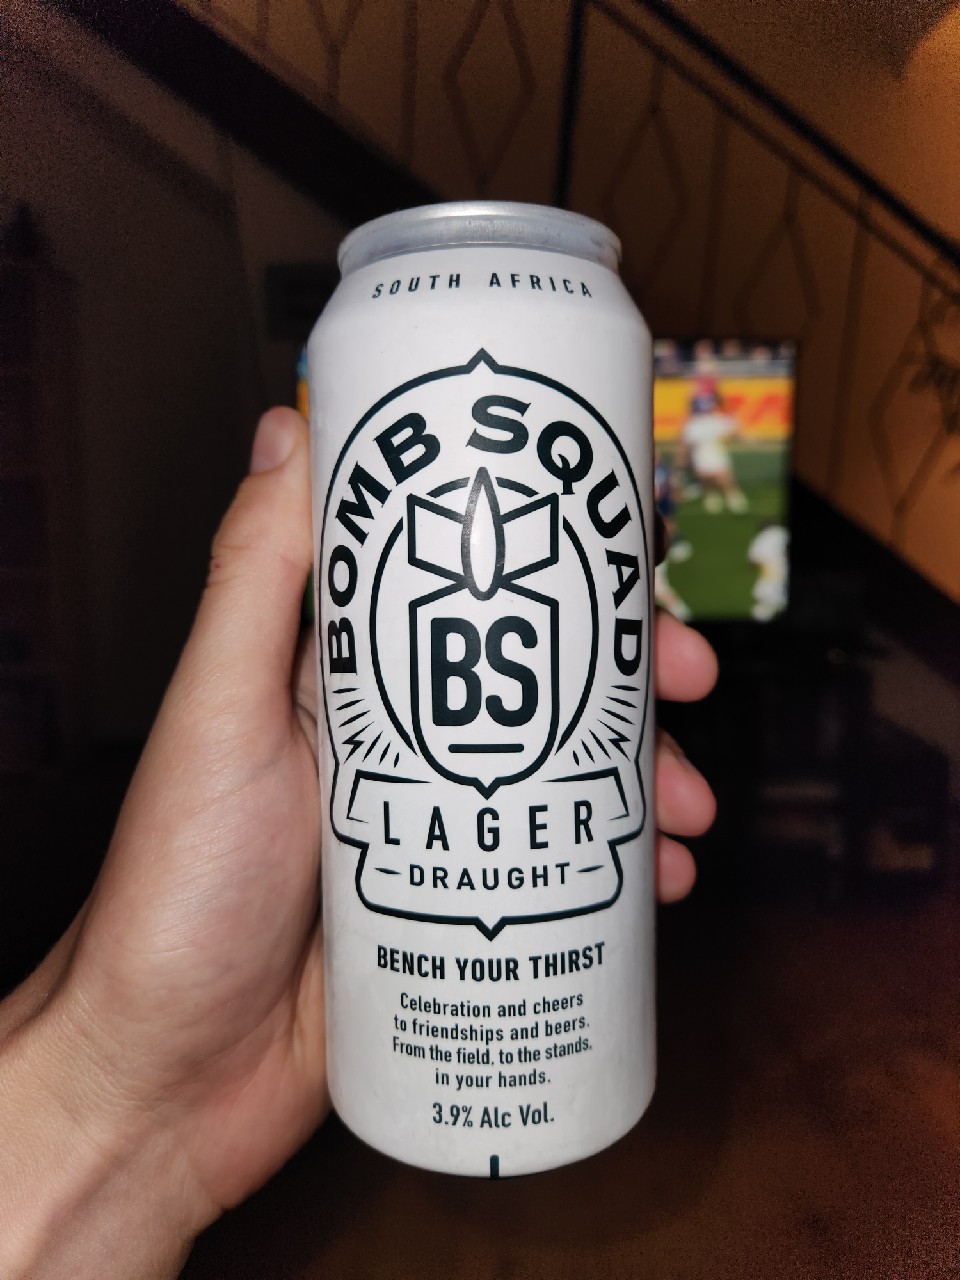 SOUTH AFRICA
BOMB SQUAD
BS
LAGER
DRAUGHT
BENCH YOUR THIRST
Celebration and cheers
to friendships and beers.
From the field, to the stands,
in your hands.
3.9% Alc Vol.